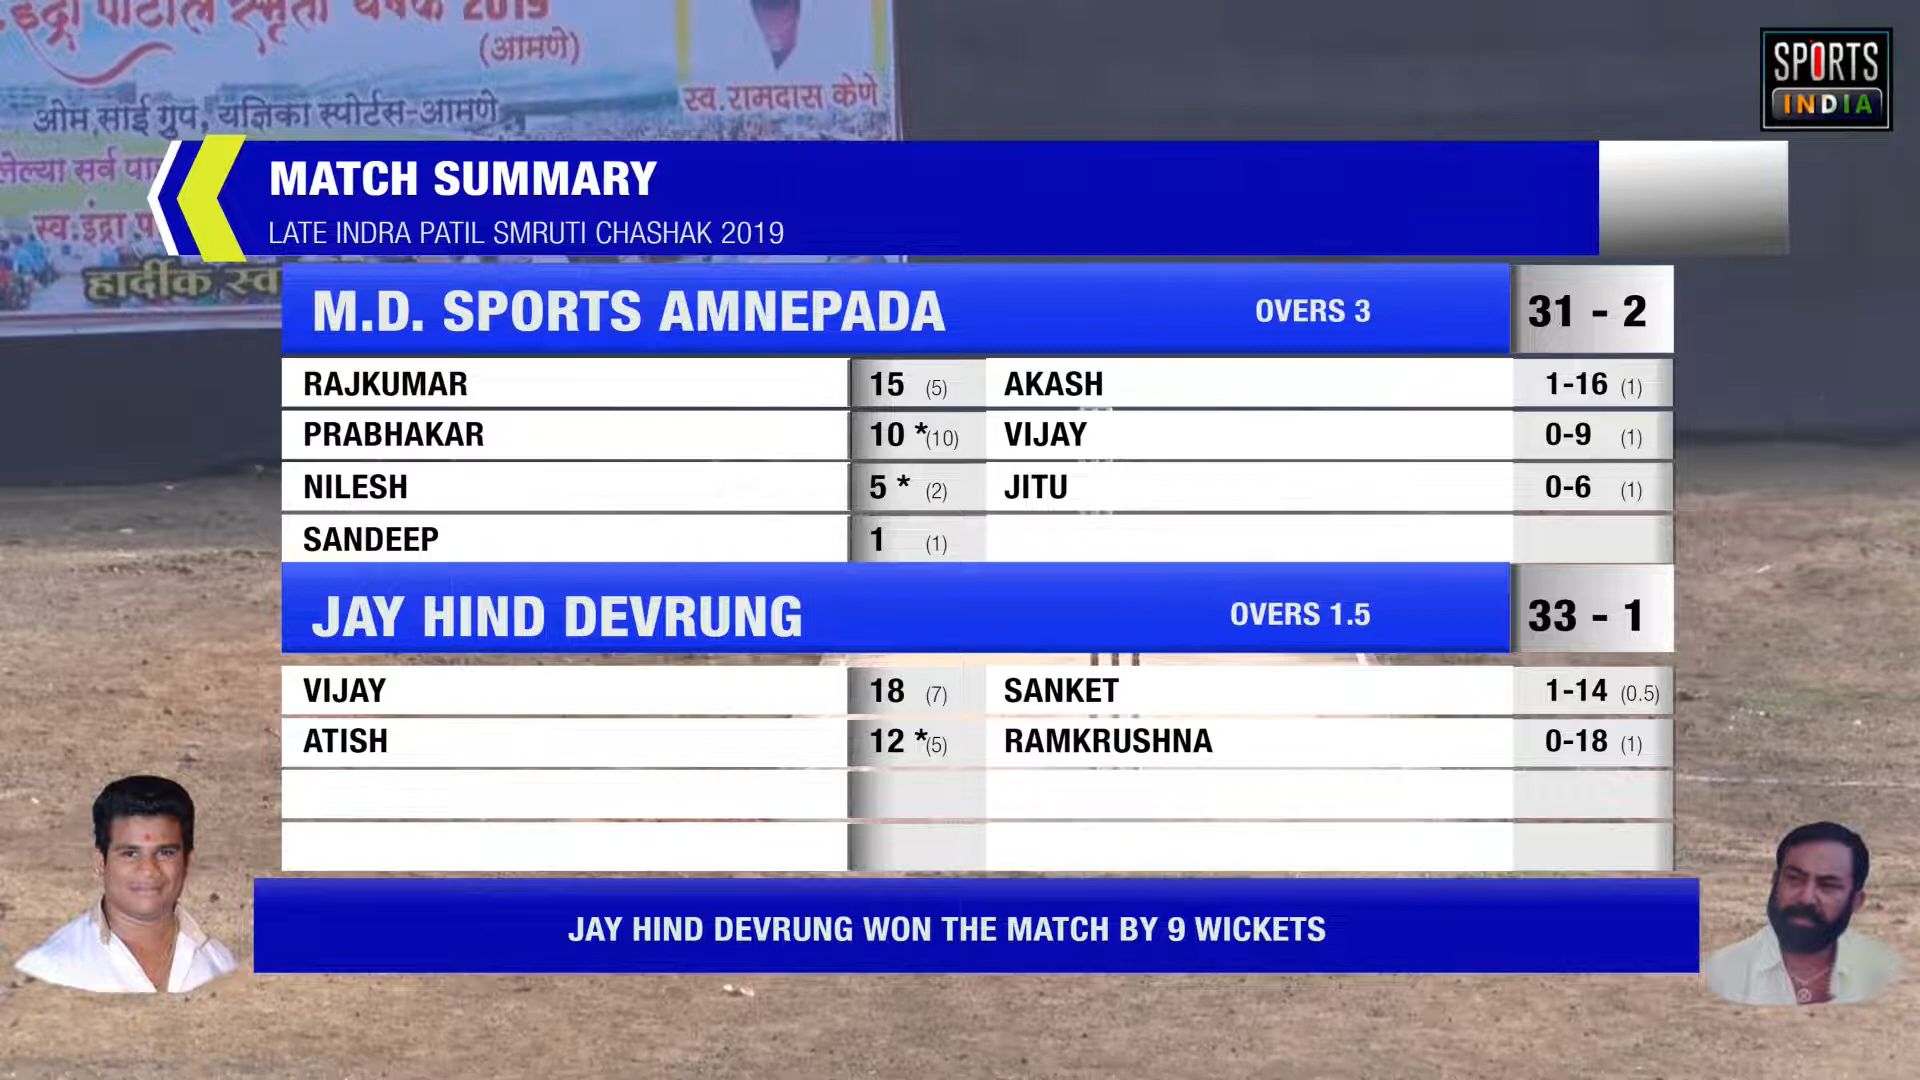 पाटील स्मृती चषक 2019
(आमणे)
ओम साई ग्रुप, यज्ञिका स्पोर्टस-आमणे
स्व.रामदास केणे
सर्व
स्व.इंद्रा
हार्दीक
SPORTS
INDIA
MATCH SUMMARY
LATE INDRA PATIL SMRUTI CHASHAK 2019
M.D. SPORTS AMNEPADA OVERS 3 31 - 2
RAJKUMAR 15 (5) AKASH 1-16 (1)
PRABHAKAR 10 *(10) VIJAY 0-9 (1)
NILESH 5 * (2) JITU 0-6 (1)
SANDEEP 1 (1)
JAY HIND DEVRUNG OVERS 1.5 33 - 1
VIJAY 18 (7) SANKET 1-14 (0.5)
ATISH 12 *(5) RAMKRUSHNA 0-18 (1)
JAY HIND DEVRUNG WON THE MATCH BY 9 WICKETS